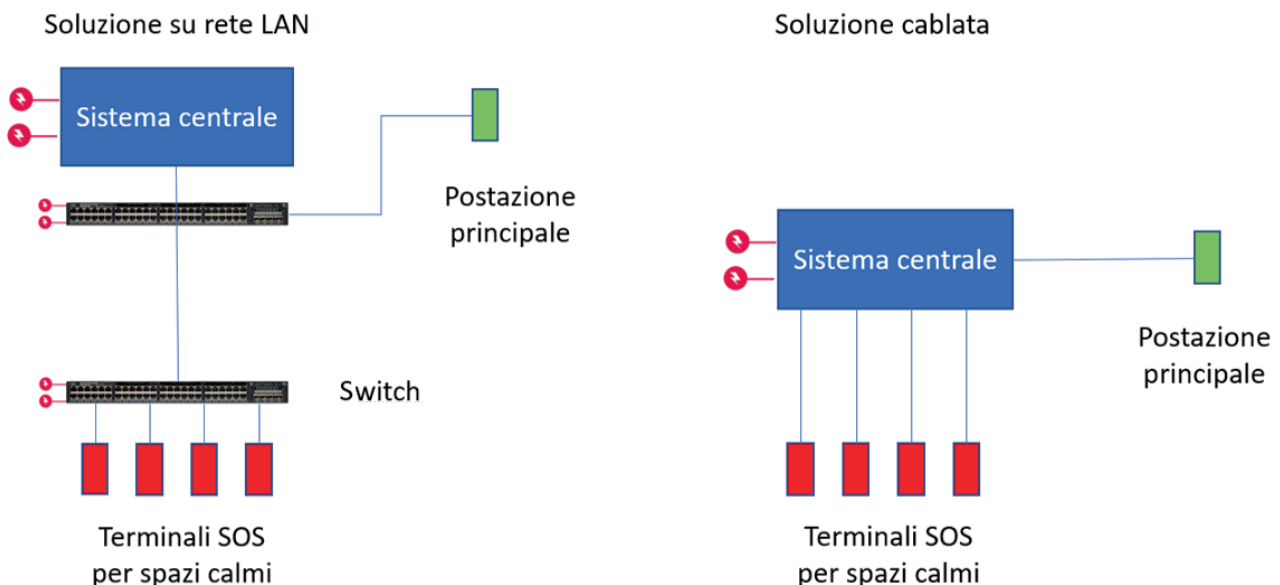 Soluzione su rete LAN
Sistema centrale
Postazione
principale
Switch
Terminali SOS
per spazi calmi
Soluzione cablata
Sistema centrale
Postazione
principale
Terminali SOS
per spazi calmi